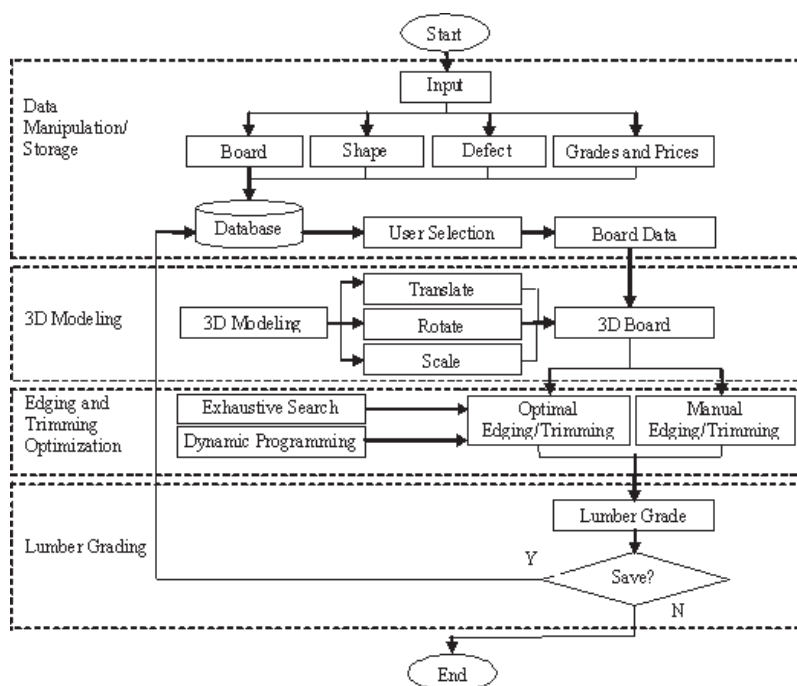 Start
Input
Data
Manipulation/
Storage
Board
Shape
Defect
Grades and Prices
Database
User Selection
Board Data
3D Modeling
3D Modeling
Translate
Rotate
Scale
3D Board
Edging and
Trimming
Optimization
Exhaustive Search
Dynamic Programming
Optimal
Edging/Trimming
Manual
Edging/Trimming
Lumber Grading
Lumber Grade
Y
Save?
N
End